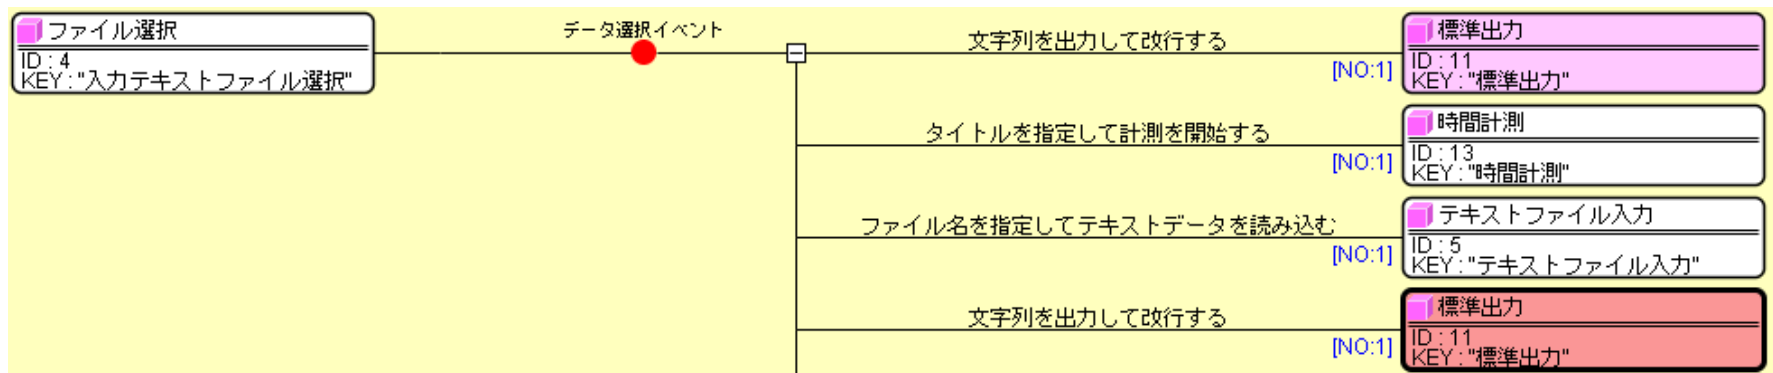 ファイル選択
ID : 4
KEY : "入力テキストファイル選択"
データ選択イベント
文字列を出力して改行する
[NO:1]
標準出力
ID : 11
KEY : "標準出力"
タイトルを指定して計測を開始する
[NO:1]
時間計測
ID : 13
KEY : "時間計測"
ファイル名を指定してテキストデータを読み込む
[NO:1]
テキストファイル入力
ID : 5
KEY : "テキストファイル入力"
文字列を出力して改行する
[NO:1]
標準出力
ID : 11
KEY : "標準出力"